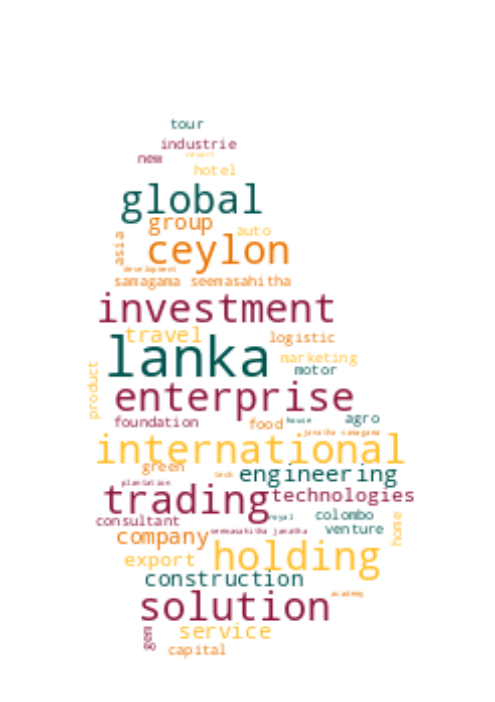 tour
industrie
new resort
hotel
global
group
auto
asia
ceylon
development
samagama seemasahitha
investment
travel
logistic
lanka
marketing
motor
product
enterprise
foundation
food house agro
janatha samagama
international
green
tech engineering
plantation
trading technologies
consultant royal colombo
company seemasahitha janatha venture
home
export holding
construction
academy
solution
gem service
capital